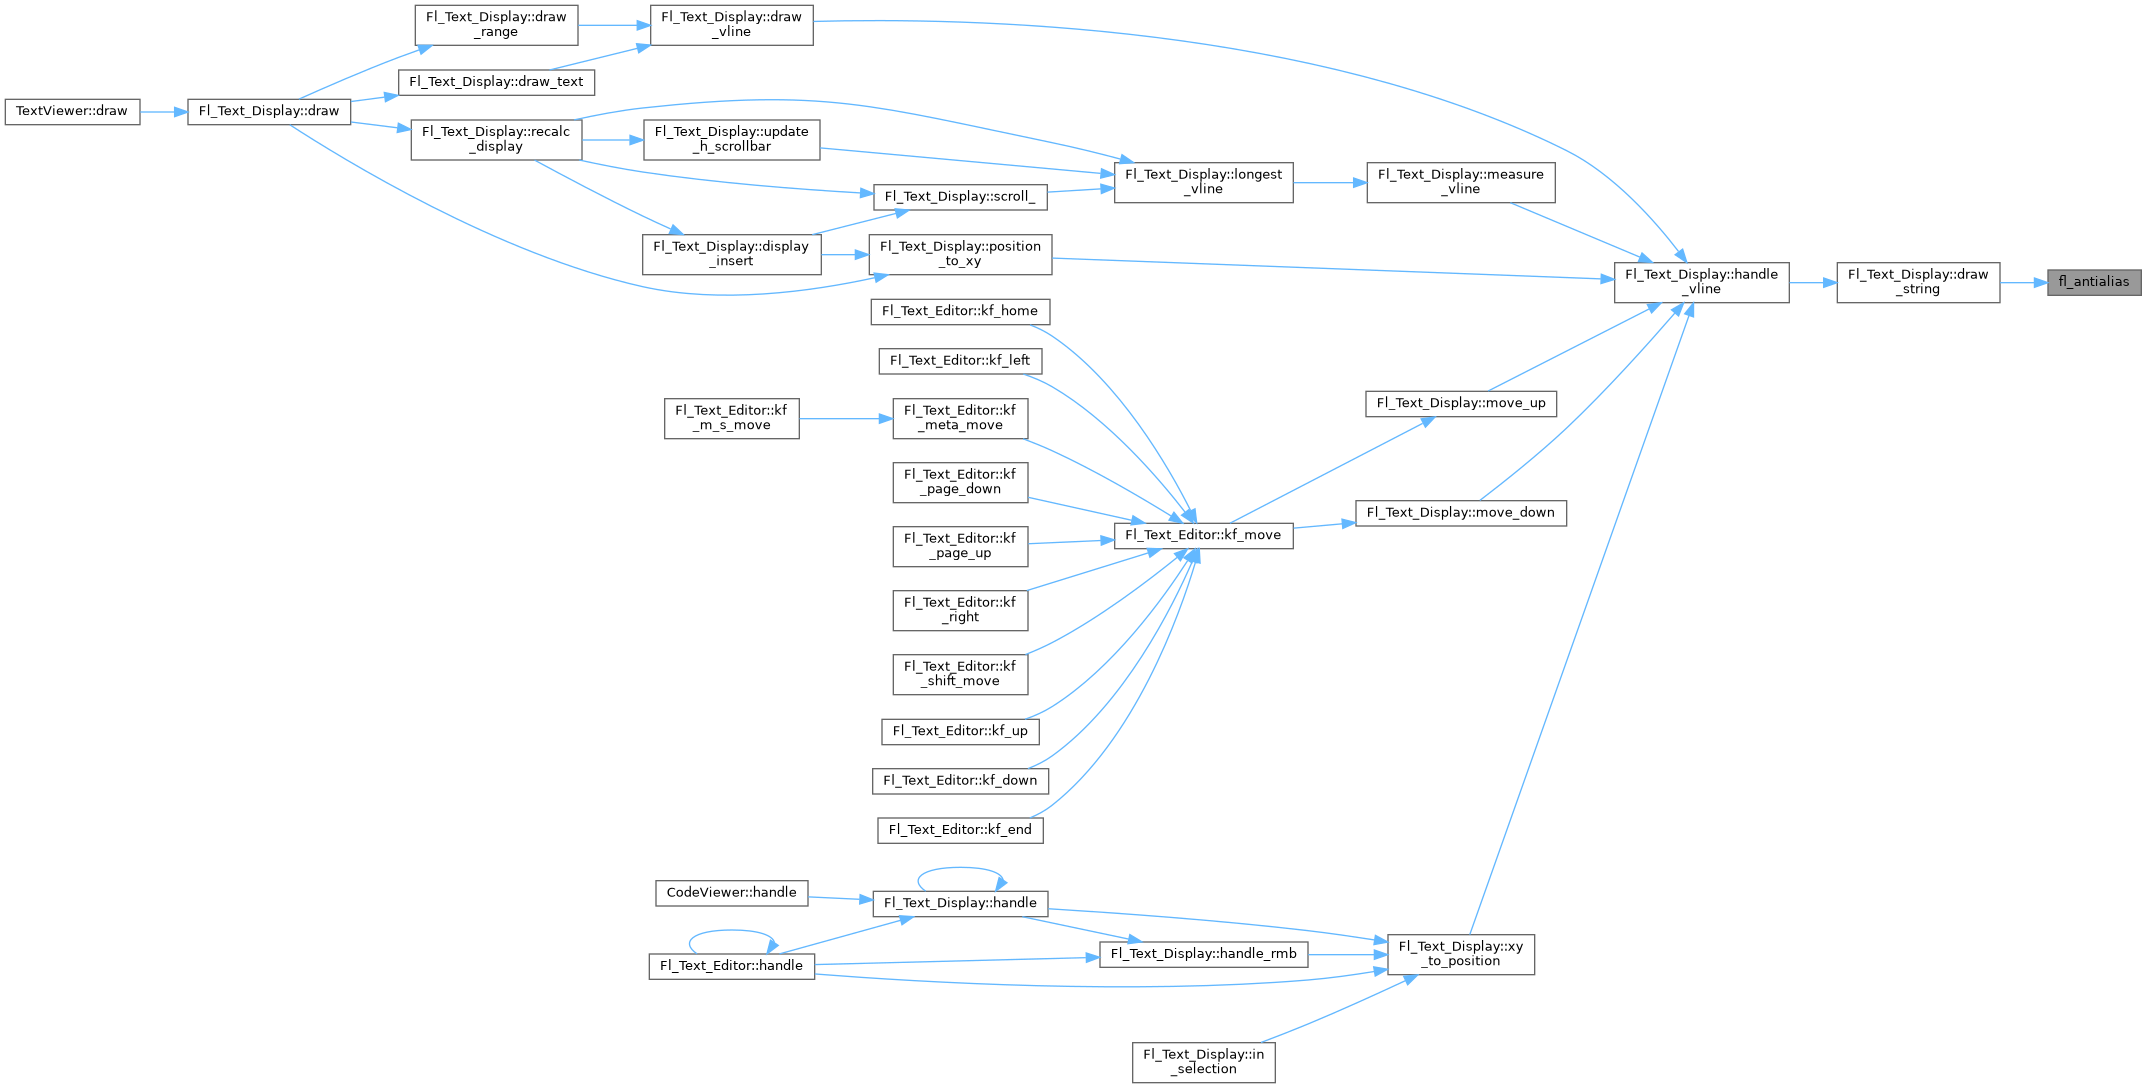 Fl_Text_Display::draw
_range
Fl_Text_Display::draw
_vline
Fl_Text_Display::draw_text
TextViewer::draw
Fl_Text_Display::draw
Fl_Text_Display::recalc
_display
Fl_Text_Display::update
_h_scrollbar
Fl_Text_Display::longest
_vline
Fl_Text_Display::measure
_vline
Fl_Text_Display::scroll_
Fl_Text_Display::display
_insert
Fl_Text_Display::position
_to_xy
Fl_Text_Display::handle
_vline
Fl_Text_Display::draw
_string
fl_antialias
Fl_Text_Editor::kf_home
Fl_Text_Editor::kf_left
Fl_Text_Editor::kf
_m_s_move
Fl_Text_Editor::kf
_meta_move
Fl_Text_Display::move_up
Fl_Text_Editor::kf
_page_down
Fl_Text_Display::move_down
Fl_Text_Editor::kf_move
Fl_Text_Editor::kf
_page_up
Fl_Text_Editor::kf
_right
Fl_Text_Editor::kf
_shift_move
Fl_Text_Editor::kf_up
Fl_Text_Editor::kf_down
Fl_Text_Editor::kf_end
CodeViewer::handle
Fl_Text_Display::handle
Fl_Text_Editor::handle
Fl_Text_Display::handle_rmb
Fl_Text_Display::xy
_to_position
Fl_Text_Display::in
_selection